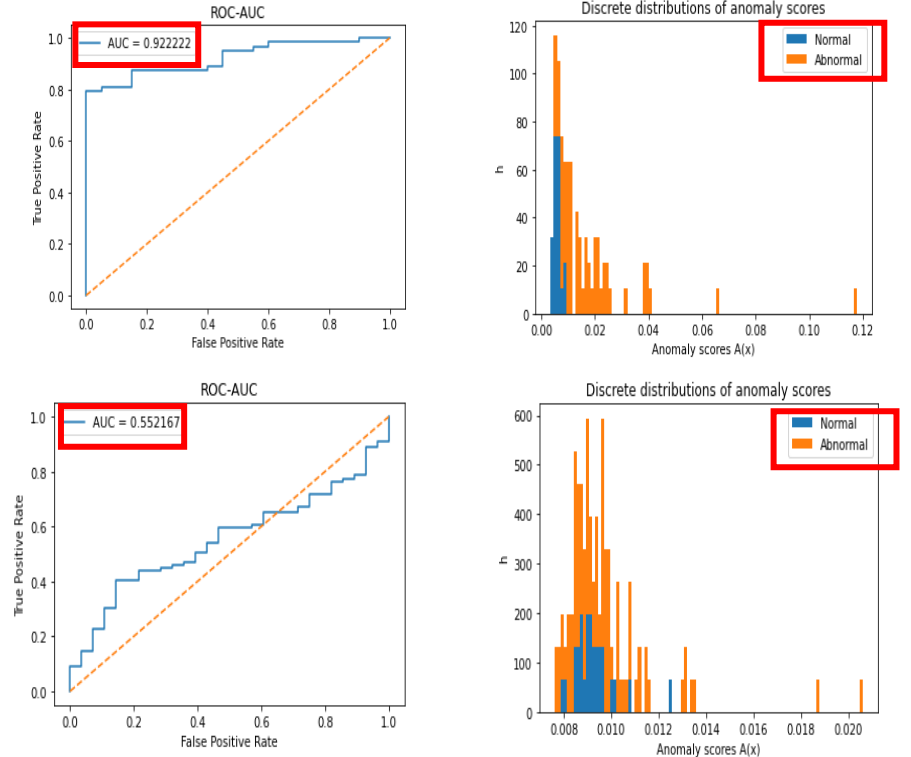 ROC-AUC
AUC = 0.922222
1.0
0.8
0.6
0.4
0.2
0.0
True Positive Rate
0.0 0.2 0.4 0.6 0.8 1.0
False Positive Rate
Discrete distributions of anomaly scores
Normal
Abnormal
120
100
80
60
40
20
0
h
0.00 0.02 0.04 0.06 0.08 0.10 0.12
Anomaly scores A(x)
ROC-AUC
AUC = 0.552167
1.0
0.8
0.6
0.4
0.2
0.0
True Positive Rate
0.0 0.2 0.4 0.6 0.8 1.0
False Positive Rate
Discrete distributions of anomaly scores
Normal
Abnormal
600
500
400
300
200
100
0
h
0.008 0.010 0.012 0.014 0.016 0.018 0.020
Anomaly scores A(x)